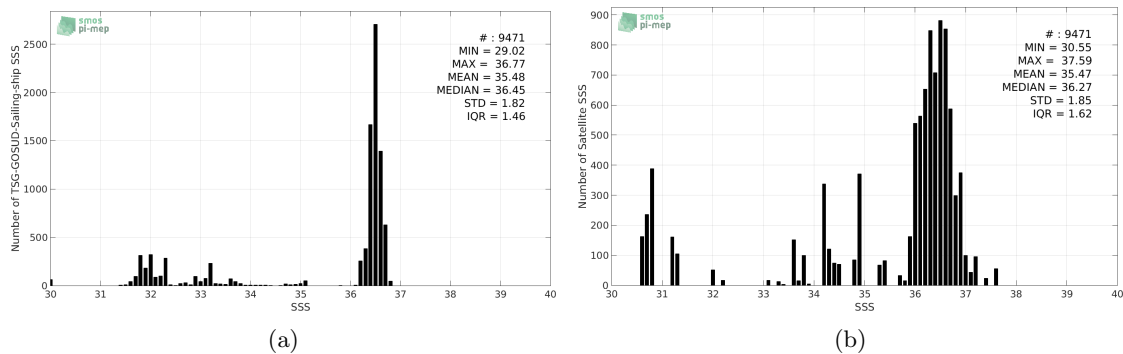 smos
pi-mep
# : 9471
MIN = 29.02
MAX = 36.77
MEAN = 35.48
MEDIAN = 36.45
STD = 1.82
IQR = 1.46
Number of TSG-GOSUD-Sailing-ship SSS
2500
2000
1500
1000
500
0
30 31 32 33 34 35 36 37 38 39 40
SSS
(a)
smos
pi-mep
# : 9471
MIN = 30.55
MAX = 37.59
MEAN = 35.47
MEDIAN = 36.27
STD = 1.85
IQR = 1.62
Number of Satellite SSS
900
800
700
600
500
400
300
200
100
0
30 31 32 33 34 35 36 37 38 39 40
SSS
(b)